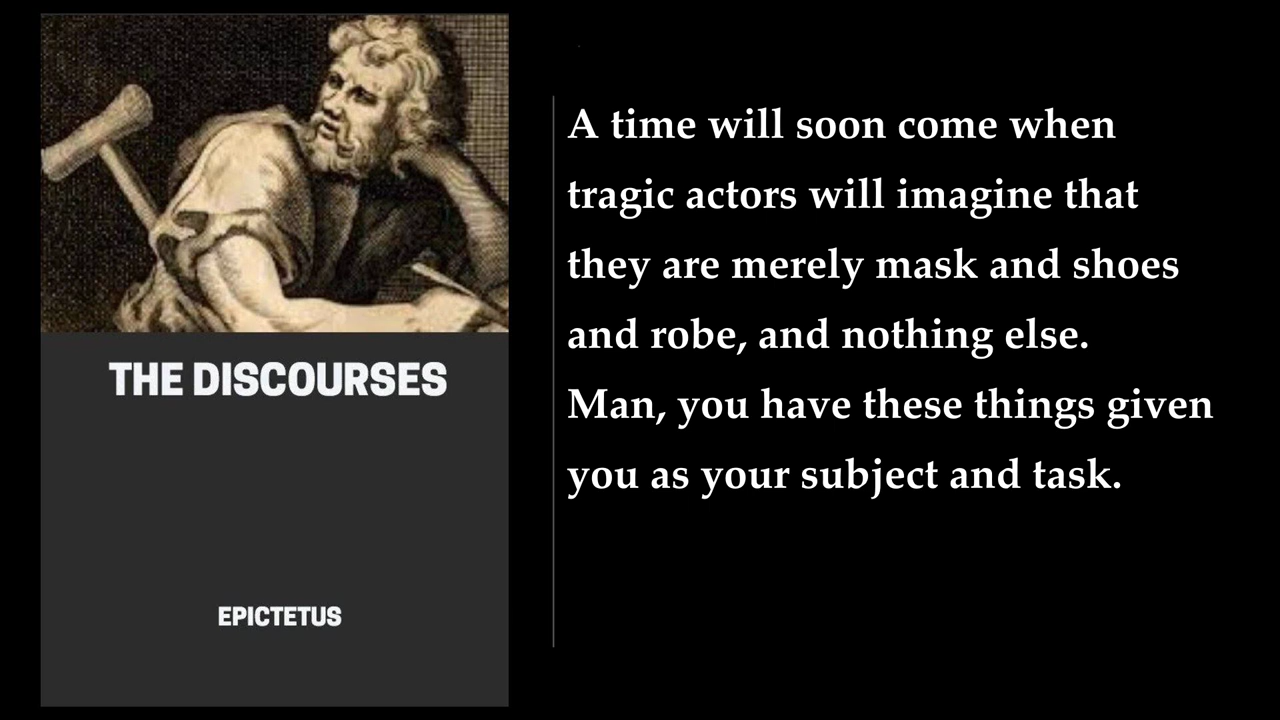 THE DISCOURSES
EPICTETUS
A time will soon come when
tragic actors will imagine that
they are merely mask and shoes
and robe, and nothing else.
Man, you have these things given
you as your subject and task.